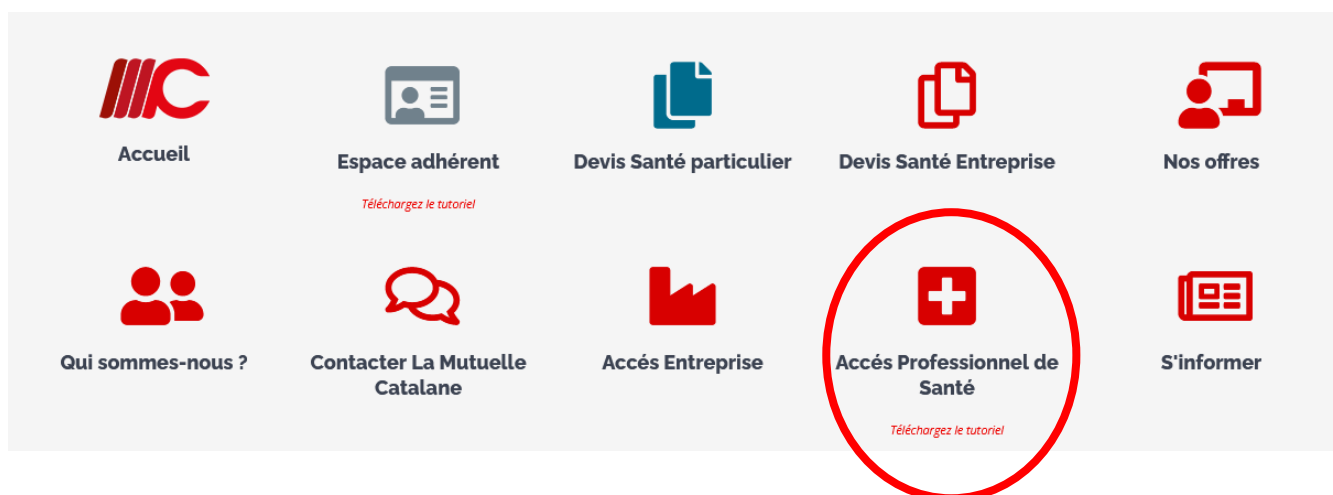 Accueil
Espace adhérent
Téléchargez le tutoriel
Devis Santé particulier
Devis Santé Entreprise
Nos offres
Qui sommes-nous ?
Contacter La Mutuelle
Catalane
Accés Entreprise
Accés Professionnel de
Santé
Téléchargez le tutoriel
S'informer